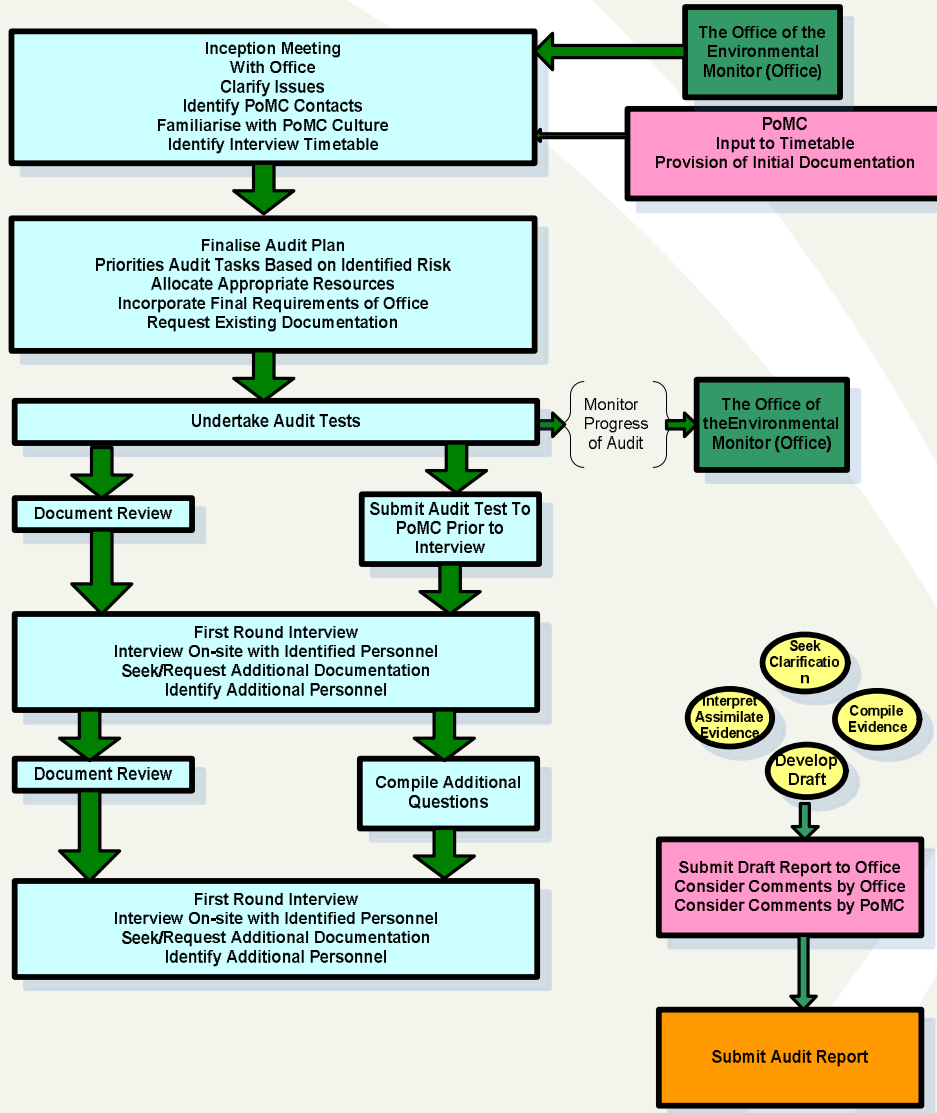 Inception Meeting
With Office
Clarify Issues
Identify PoMC Contacts
Familiarise with PoMC Culture
Identify Interview Timetable
The Office of the
Environmental
Monitor (Office)
PoMC
Input to Timetable
Provision of Initial Documentation
Finalise Audit Plan
Priorities Audit Tasks Based on Identified Risk
Allocate Appropriate Resources
Incorporate Final Requirements of Office
Request Existing Documentation
Undertake Audit Tests
Monitor
Progress
of Audit
The Office of
theEnvironmental
Monitor (Office)
Document Review
Submit Audit Test To
PoMC Prior to
Interview
First Round Interview
Interview On-site with Identified Personnel
Seek/Request Additional Documentation
Identify Additional Personnel
Document Review
Compile Additional
Questions
First Round Interview
Interview On-site with Identified Personnel
Seek/Request Additional Documentation
Identify Additional Personnel
Seek
Clarificatio
n
Interpret
Assimilate
Evidence
Compile
Evidence
Develop
Draft
Submit Draft Report to Office
Consider Comments by Office
Consider Comments by PoMC
Submit Audit Report